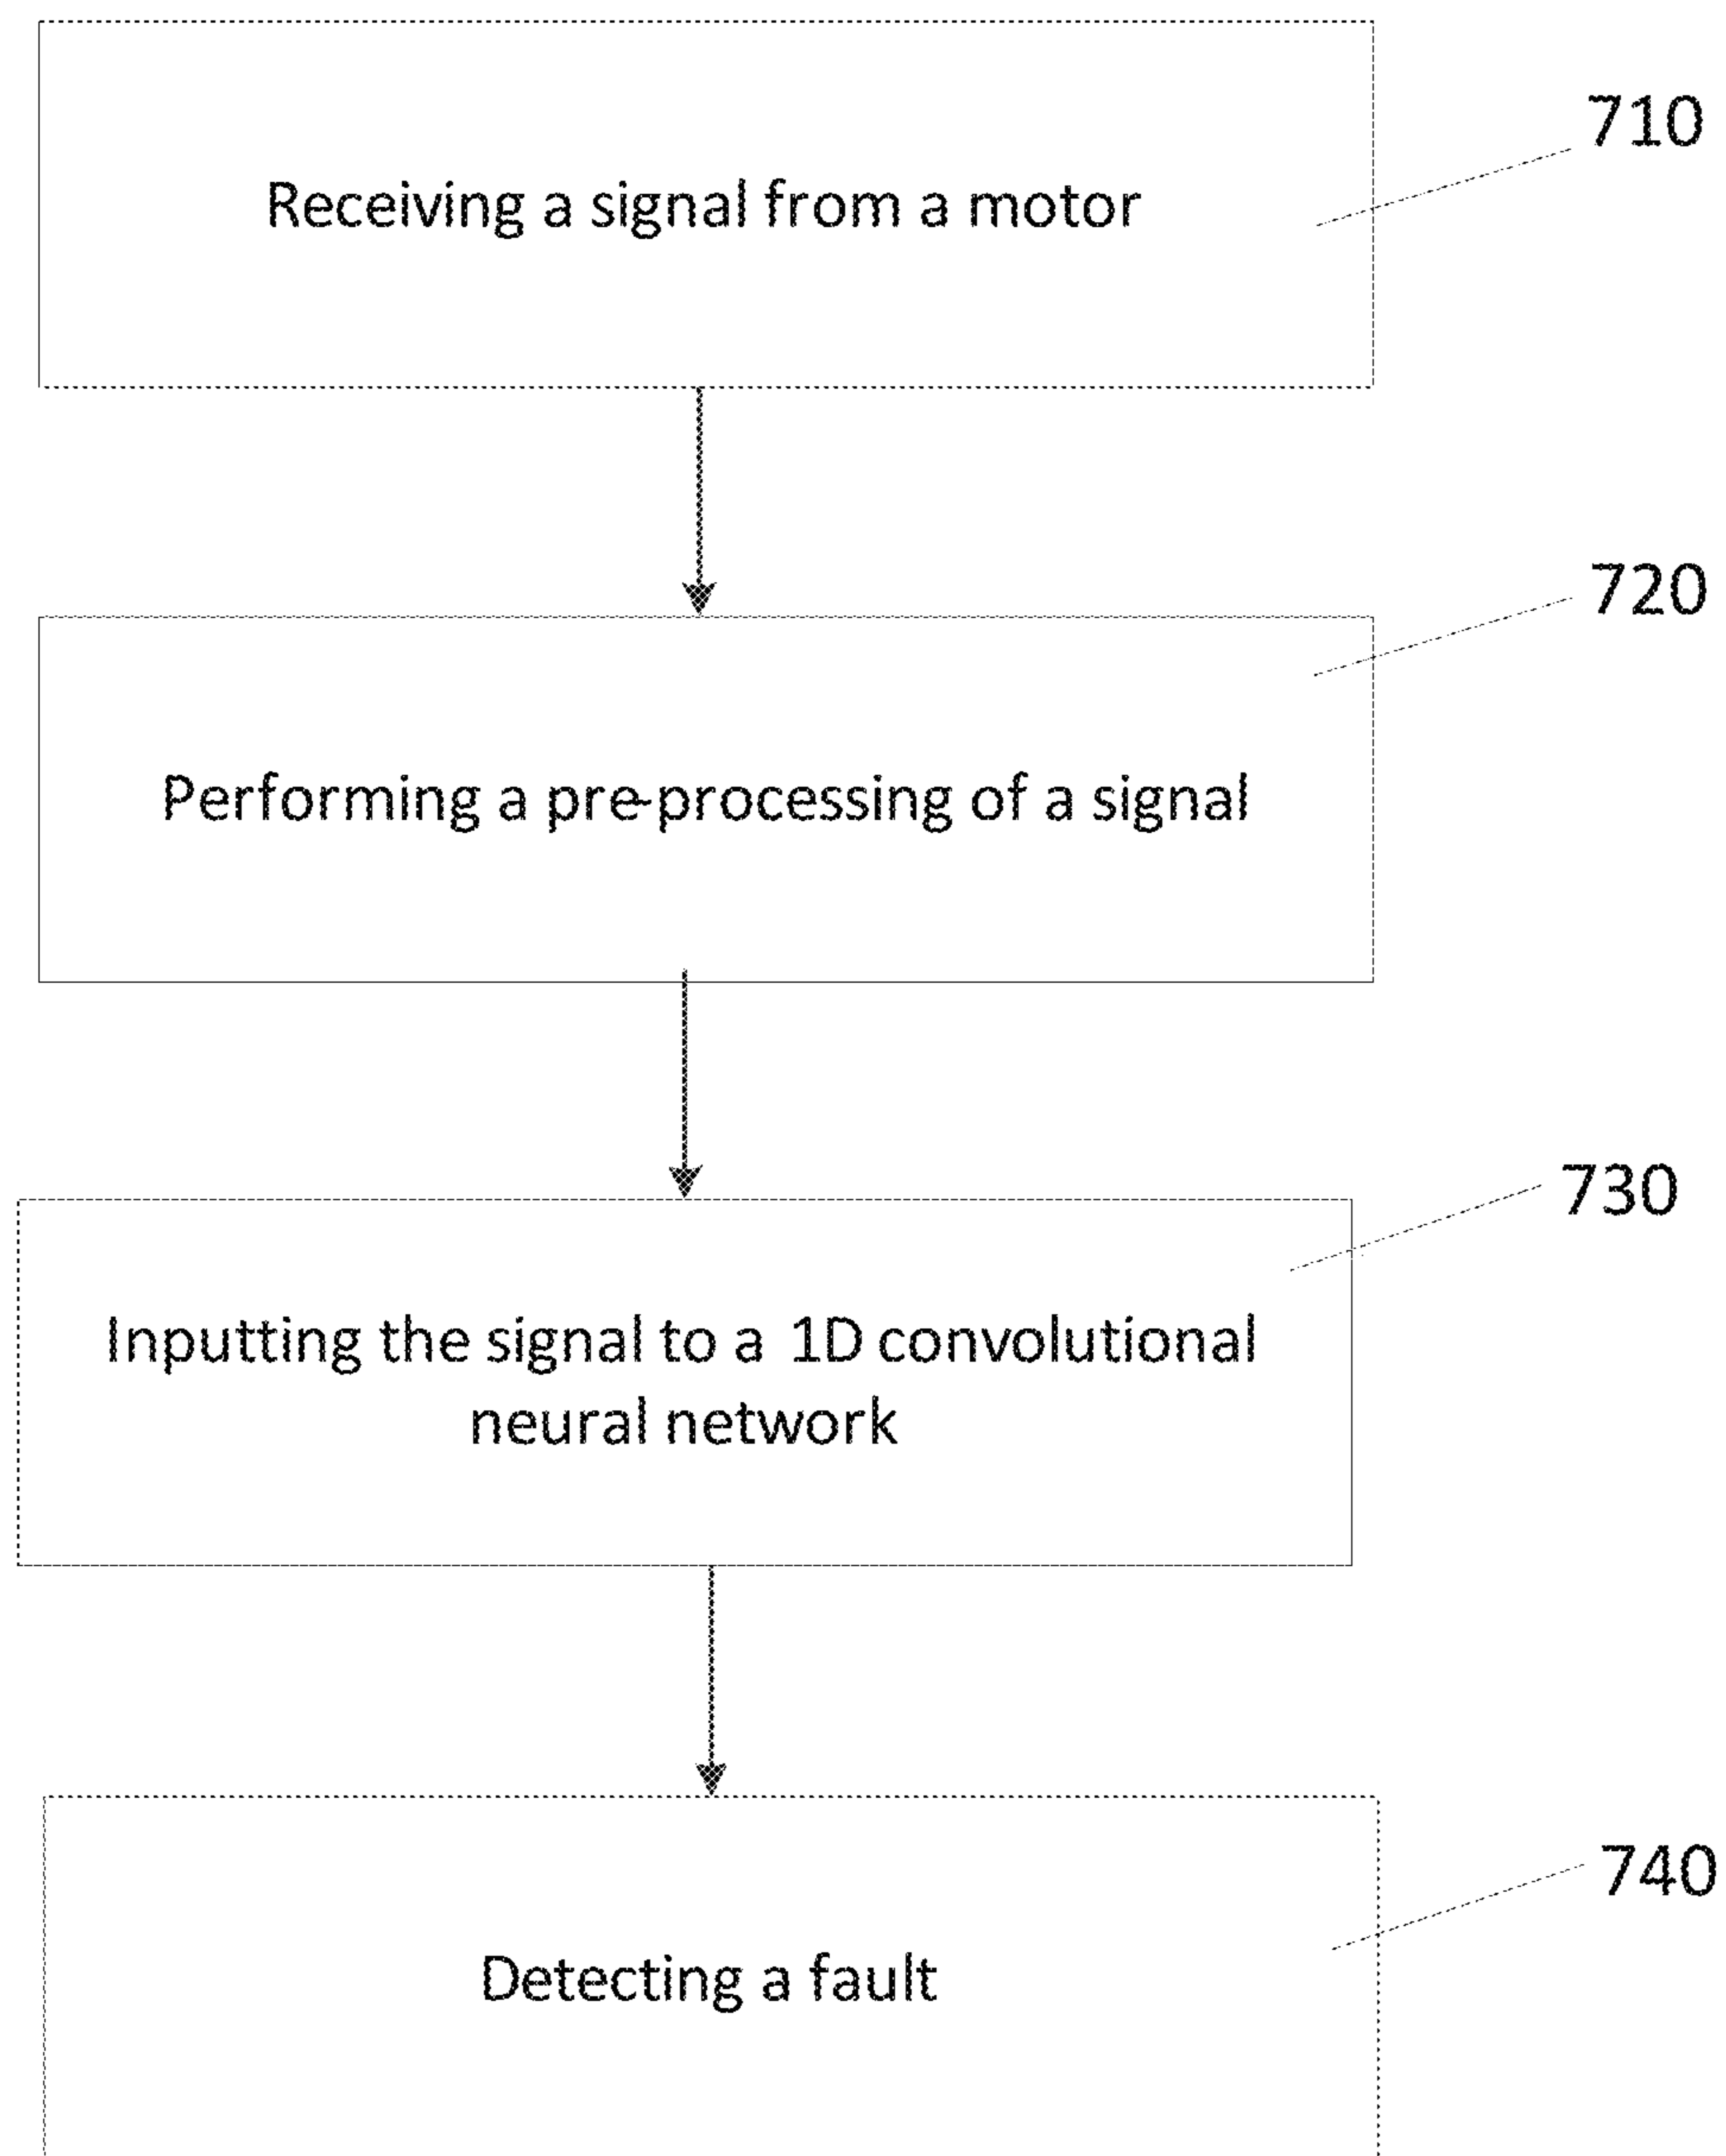 710
Receiving a signal from a motor
720
Performing a pre-processing of a signal
730
Inputting the signal to a 1D convolutional
neural network
740
Detecting a fault